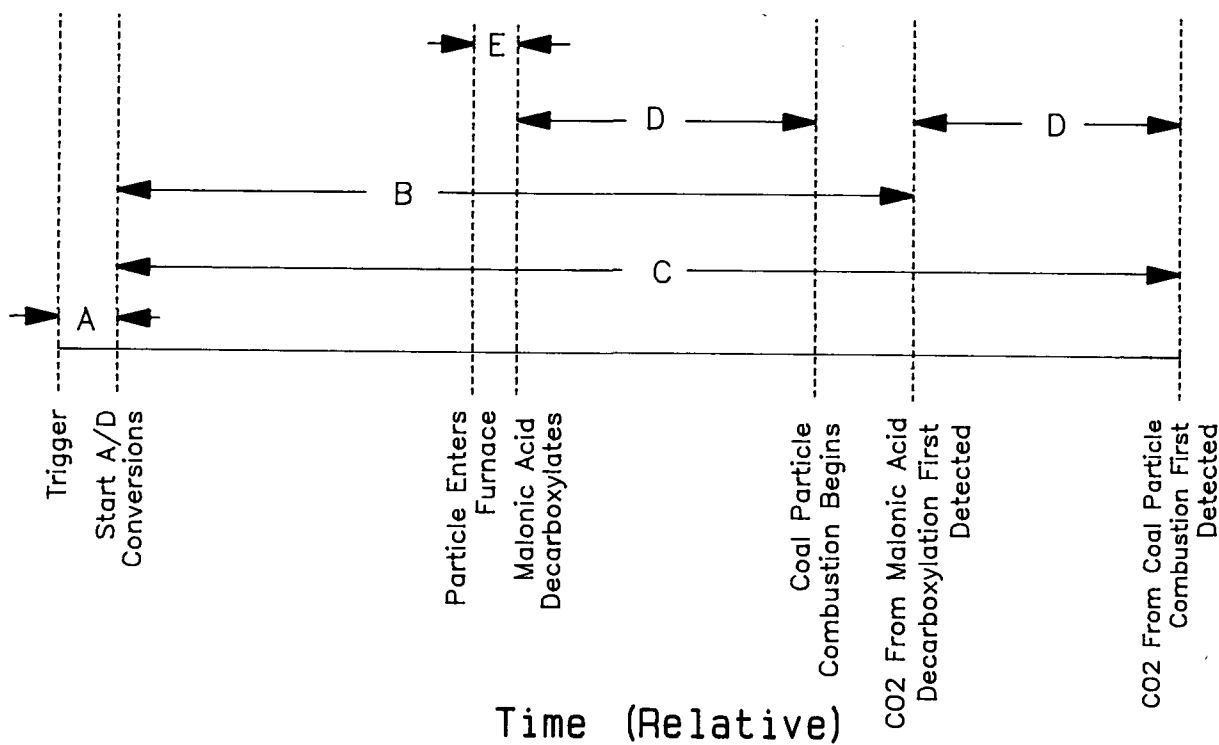 E
D
D
B
C
A
Trigger
Start A/D
Conversions
Particle Enters
Furnace
Malonic Acid
Decarboxylates
Coal Particle
Combustion Begins
CO2 From Malonic Acid
Decarboxylation First
Detected
CO2 From Coal Particle
Combustion First
Detected
Time (Relative)